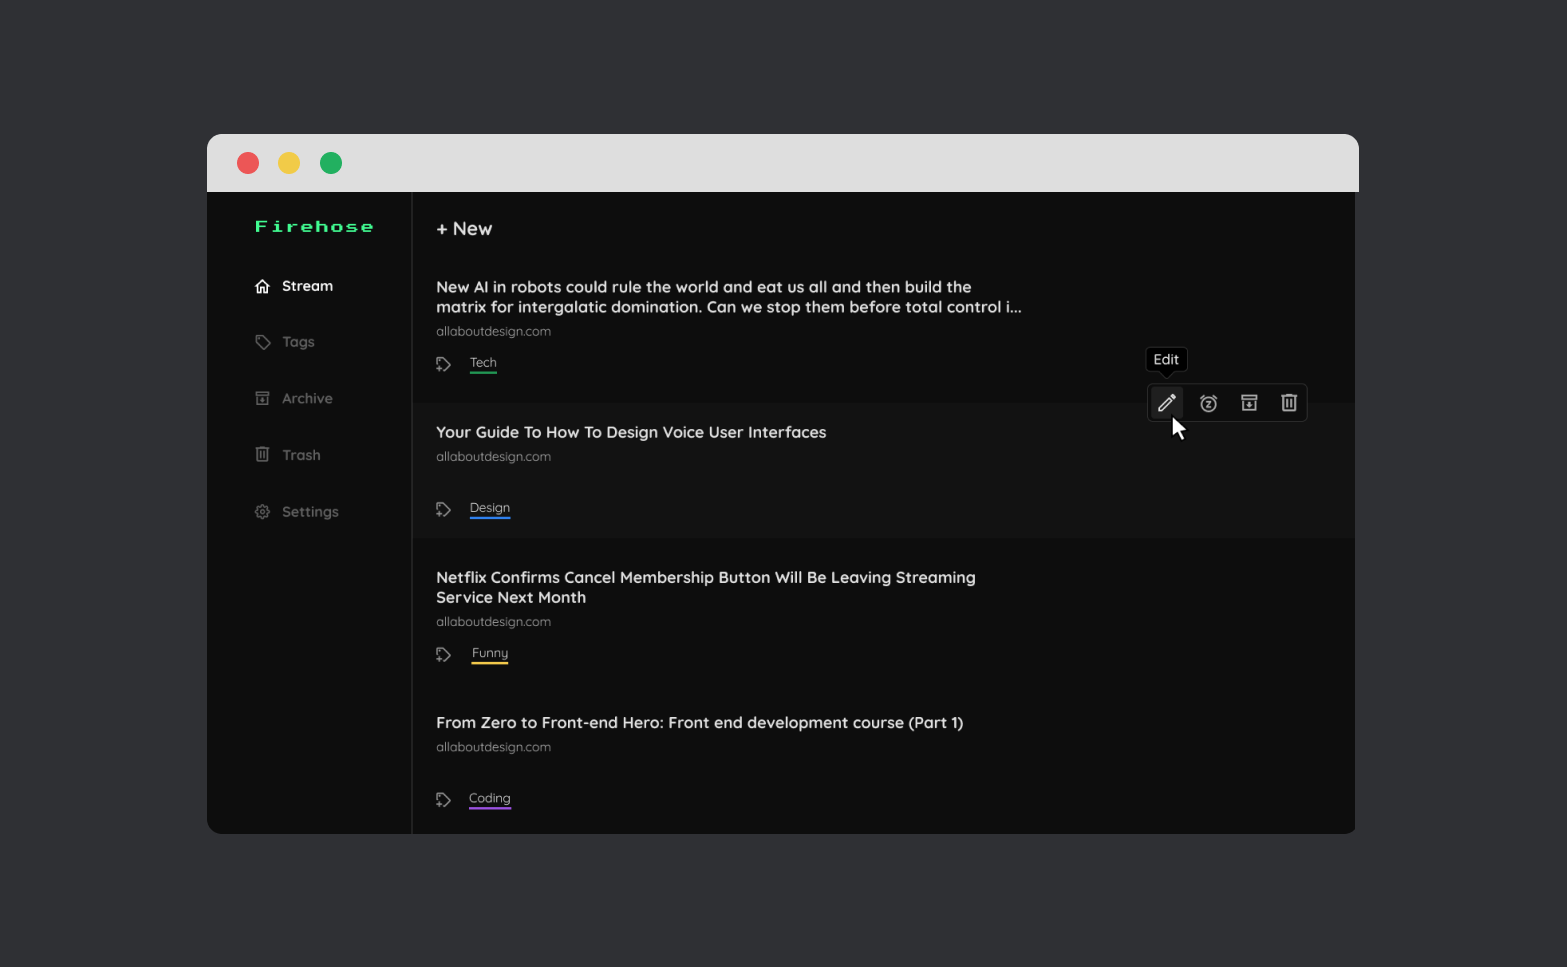 Firehose
Stream
Tags
Archive
Trash
Settings
+ New
New AI in robots could rule the world and eat us all and then build the
matrix for intergalatic domination. Can we stop them before total control i...
allaboutdesign.com
Tech
Edit
Your Guide To How To Design Voice User Interfaces
allaboutdesign.com
Design
Netflix Confirms Cancel Membership Button Will Be Leaving Streaming
Service Next Month
allaboutdesign.com
Funny
From Zero to Front-end Hero: Front end development course (Part 1)
allaboutdesign.com
Coding